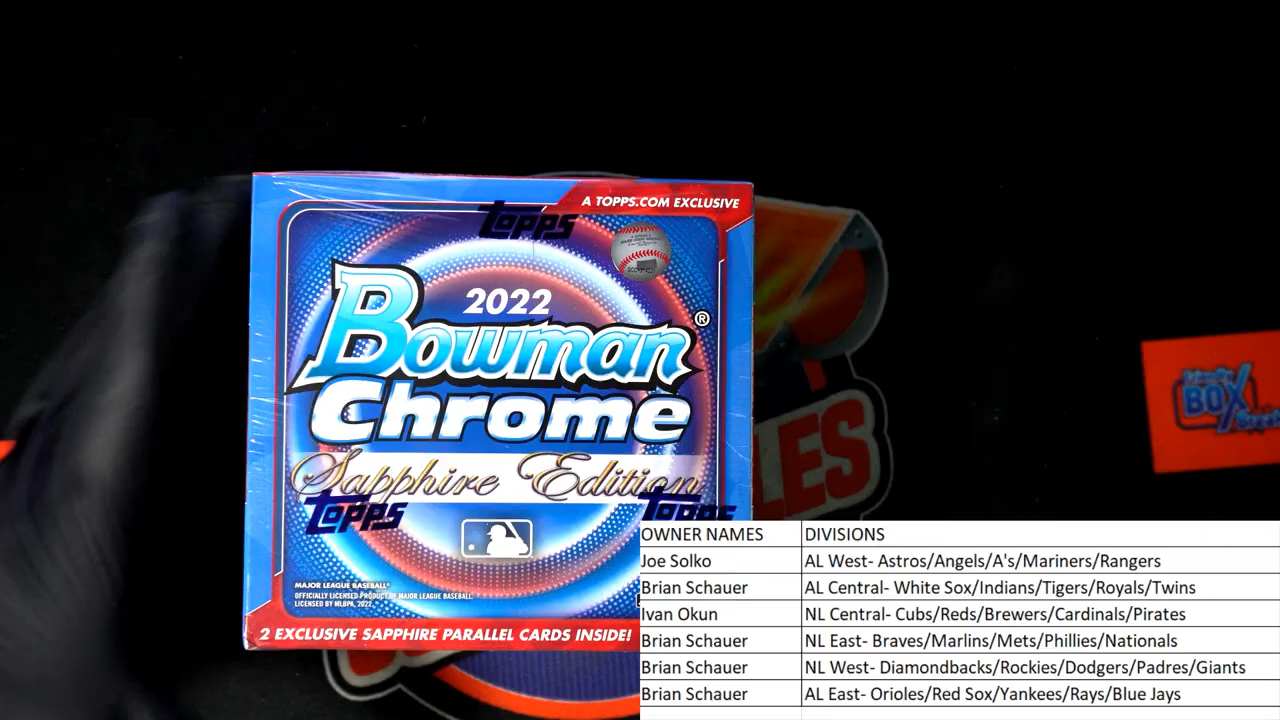 A TOPPS.COM EXCLUSIVE
topps
2022
Bowman®
Chrome
Sapphire Edition
topps
topps
MAJOR LEAGUE BASEBALL®
OFFICIALLY LICENSED PRODUCT OF MAJOR LEAGUE BASEBALL.
LICENSED BY MLBPA, 2022.
2 EXCLUSIVE SAPPHIRE PARALLEL CARDS INSIDE!
LES
BOX
OWNER NAMES DIVISIONS
Joe Solko AL West- Astros/Angels/A's/Mariners/Rangers
Brian Schauer AL Central- White Sox/Indians/Tigers/Royals/Twins
Ivan Okun NL Central- Cubs/Reds/Brewers/Cardinals/Pirates
Brian Schauer NL East- Braves/Marlins/Mets/Phillies/Nationals
Brian Schauer NL West- Diamondbacks/Rockies/Dodgers/Padres/Giants
Brian Schauer AL East- Orioles/Red Sox/Yankees/Rays/Blue Jays